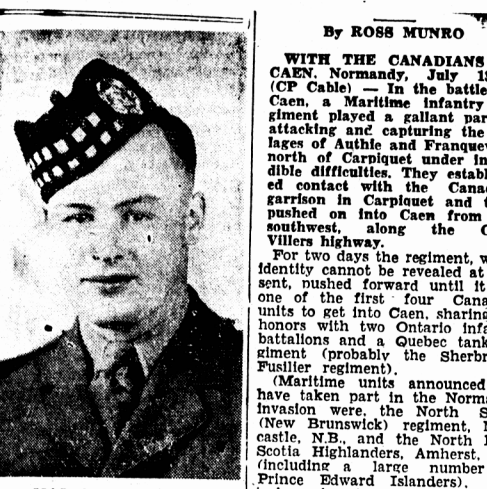 By ROSS MUNRO
WITH THE CANADIANS
CAEN, Normandy, July 1
(CP Cable) — In the battle
Caen, a Maritime infantry
giment played a gallant par
attacking and capturing the
lages of Authie and Franquev
north of Carpiquet under in
dible difficulties. They establ
ed contact with the Cana
garrison in Carpiquet and
pushed on into Caen from
southwest, along the C
Villers highway.
For two days the regiment, w
identity cannot be revealed at
sent, pushed forward until it
one of the first four Cana
units to get into Caen, sharing
honors with two Ontario infa
battalions and a Quebec tank
giment (probably the Sherbr
Fusilier regiment).
(Maritime units announced
have taken part in the Norma
invasion were, the North S
(New Brunswick) regiment, N
castle, N.B., and the North
Scotia Highlanders, Amherst,
(including a large number
Prince Edward Islanders).